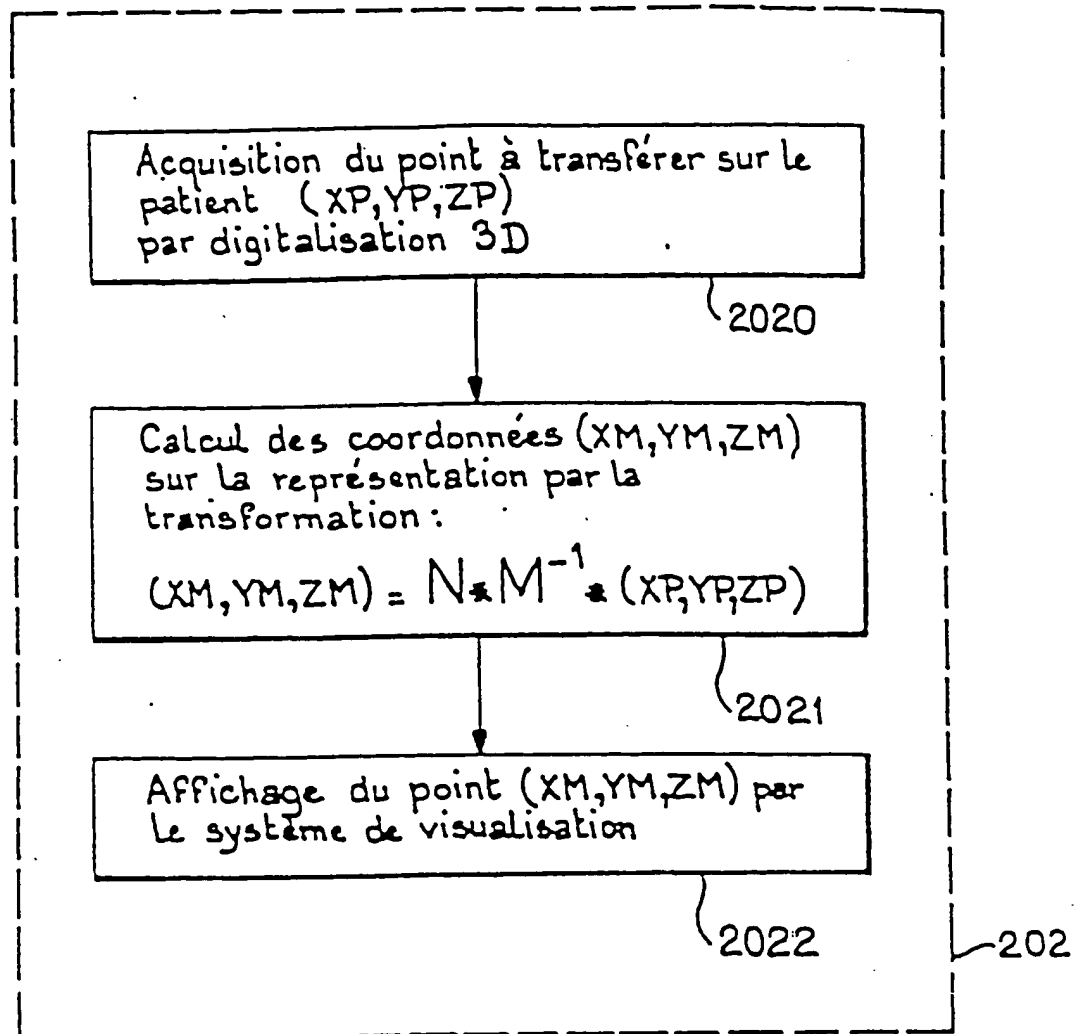 Acquisition du point à transférer sur le
patient (XP,YP,ZP)
par digitalisation 3D
2020
Calcul des coordonnées (XM,YM,ZM)
sur la représentation par la
transformation :
(XM,YM,ZM) = N*M⁻¹* (XP,YP,ZP)
2021
Affichage du point (XM,YM,ZM) par
le système de visualisation
2022
202